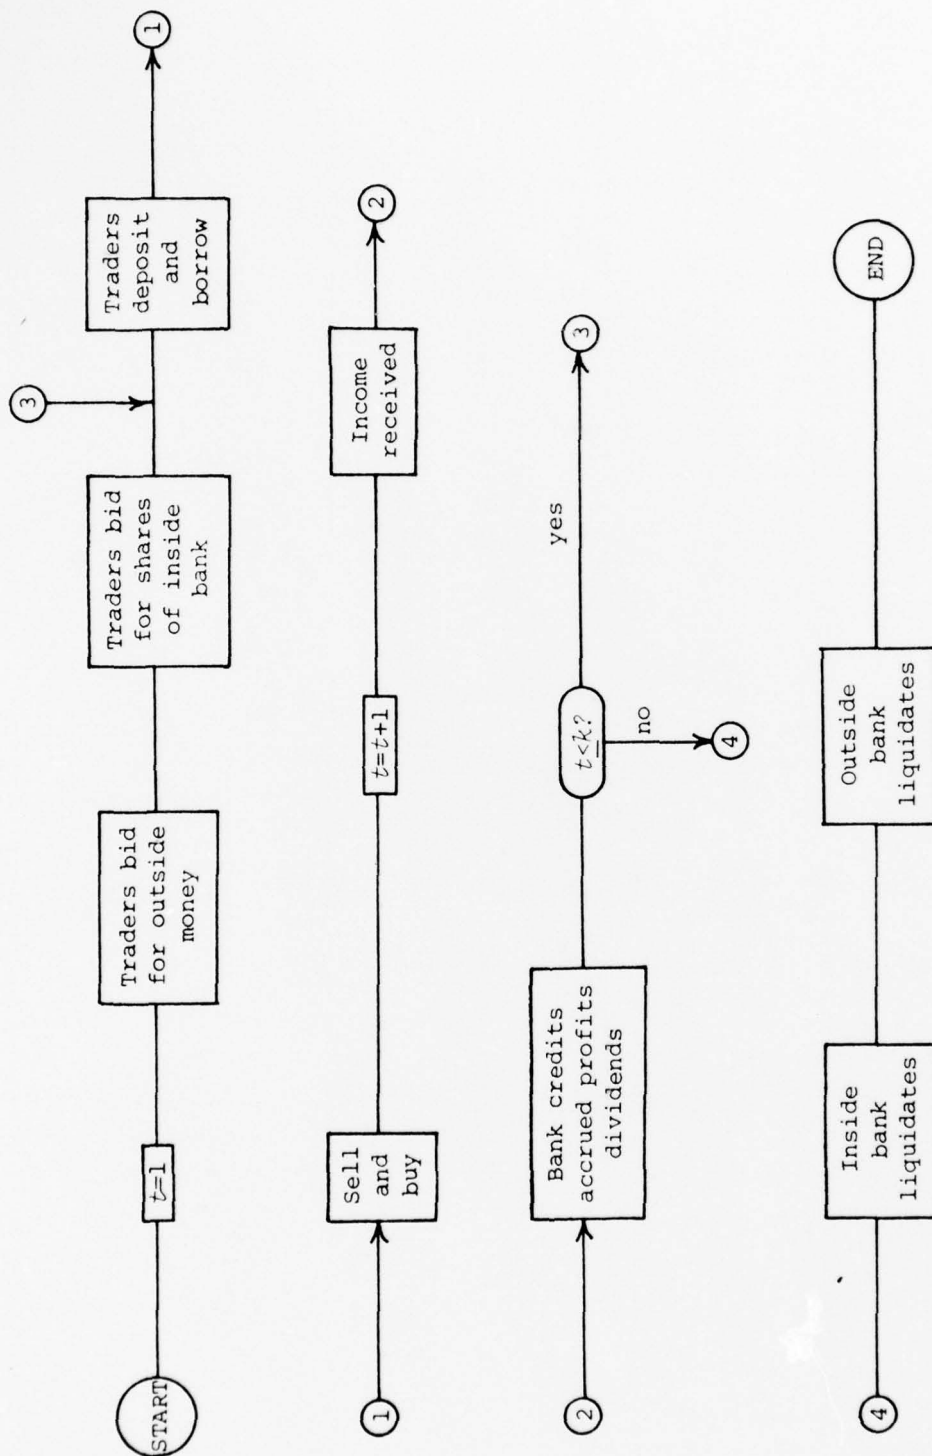 START
t=1
Traders bid
for outside
money
Traders bid
for shares
of inside
bank
3
Traders
deposit
and
borrow
1
1
Sell
and
buy
t=t+1
Income
received
2
2
Bank credits
accrued profits
dividends
t≤k?
yes
3
no
4
4
Inside
bank
liquidates
Outside
bank
liquidates
END